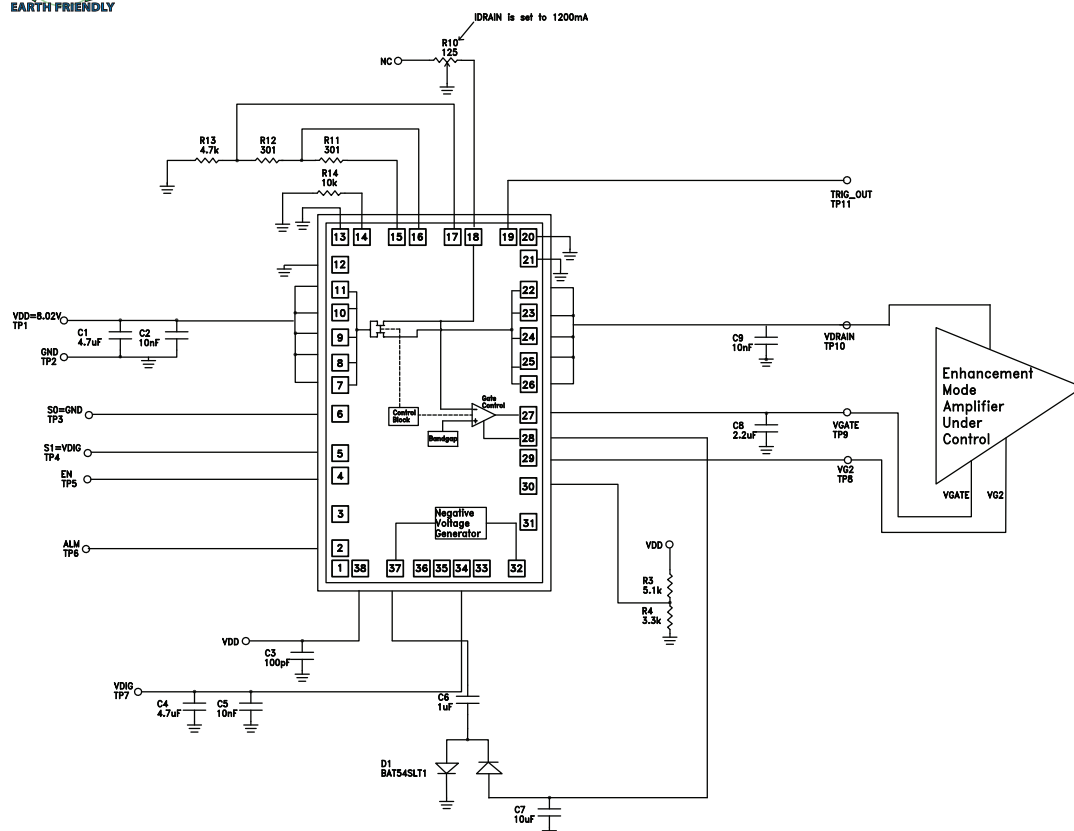 EARTH FRIENDLY
IDRAIN is set to 1200mA
R10
125
NC
R13
4.7k
R12
301
R11
301
R14
10k
TRIG_OUT
TP11
13 14 15 16 17 18 19 20
12
21
11
10
9
8
7
22
23
24
25
26
VDD=8.02V
TP1
C1
4.7uF
C2
10nF
GND
TP2
C9
10nF
VDRAIN
TP10
Enhancement
Mode
Amplifier
Under
Control
S0=GND
TP3
6
Control
Block
Gate
Control
Bandgap
27
28
29
C8
2.2uF
VGATE
TP9
S1=VDIG
TP4
5
VG2
TP8
EN
TP5
4
30
VGATE
VG2
3
Negative
Voltage
Generator
31
ALM
TP6
2
VDD
1 38 37 36 35 34 33 32
R3
5.1k
R4
3.3k
VDD
C3
100pF
VDIG
TP7
C4
4.7uF
C5
10nF
C6
1uF
D1
BAT54SLT1
C7
10uF